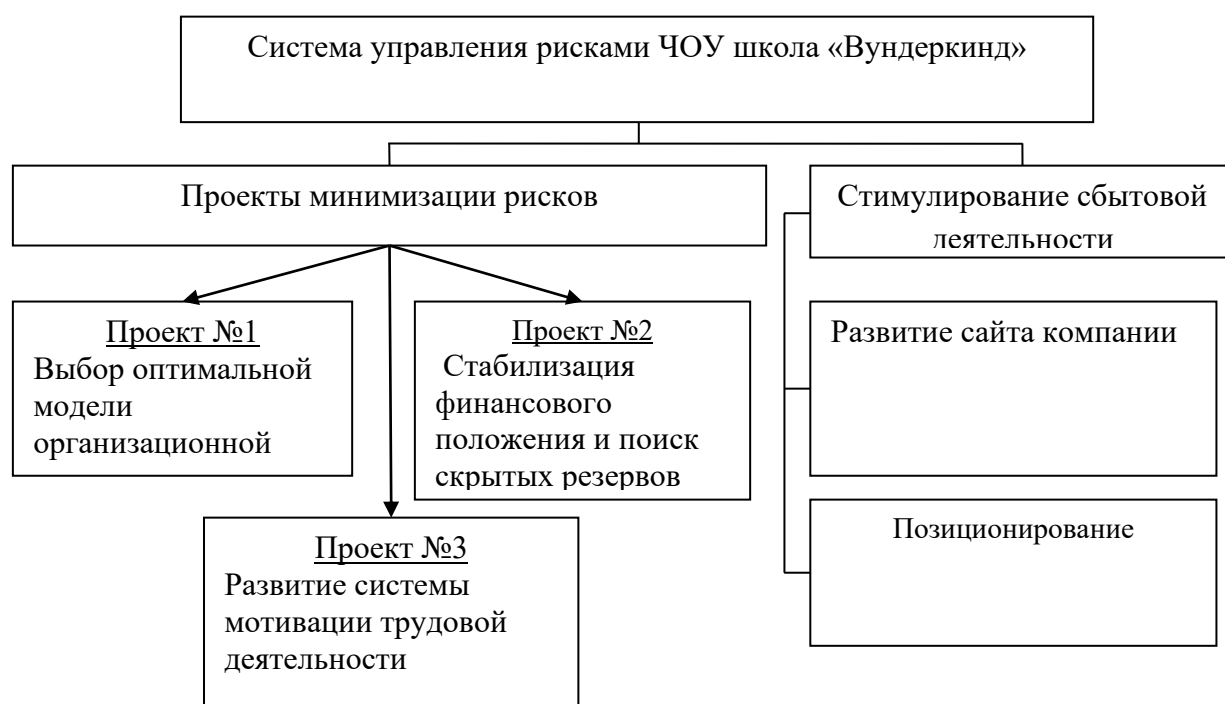 Система управления рисками ЧОУ школа «Вундеркинд»
Проекты минимизации рисков
Стимулирование сбытовой
деятельности
Проект №1
Выбор оптимальной
модели
организационной
Проект №2
Стабилизация
финансового
положения и поиск
скрытых резервов
Проект №3
Развитие системы
мотивации трудовой
деятельности
Развитие сайта компании
Позиционирование